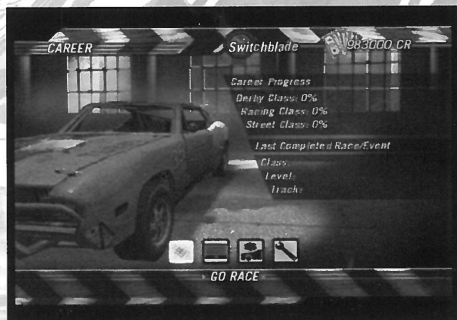 CAREER
Switchblade
983000 CR
Career Progress
Derby Class: 0%
Racing Class: 0%
Street Class: 0%
Last Completed Race/Event
Class:
Level:
Track:
GO RACE